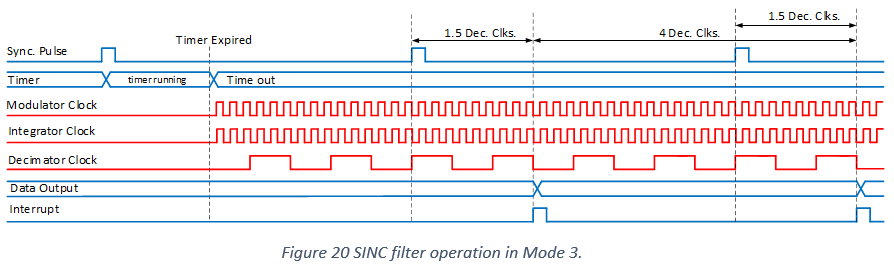 1.5 Dec. Clks.
Timer Expired
1.5 Dec. Clks.
4 Dec. Clks.
Sync. Pulse
Timer
timer running
Time out
Modulator Clock
Integrator Clock
Decimator Clock
Data Output
Interrupt
Figure 20 SINC filter operation in Mode 3.